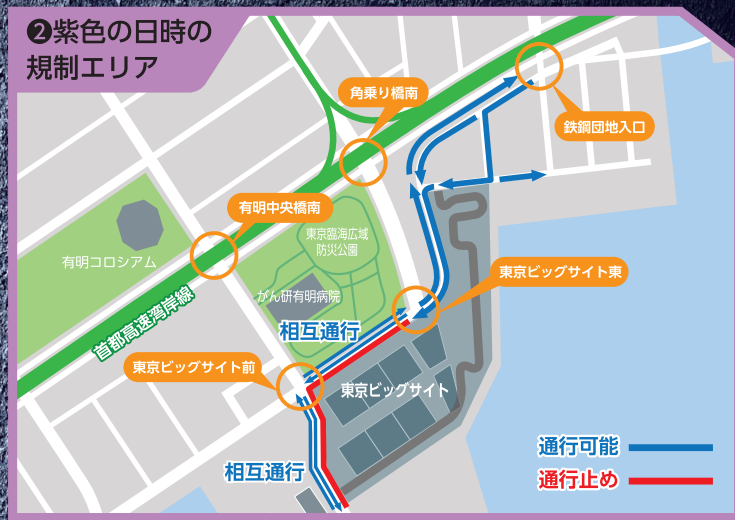 ❷紫色の日時の
規制エリア
角乗り橋南
鉄鋼団地入口
有明中央橋南
東京臨海広域
防災公園
有明コロシアム
がん研有明病院
東京ビッグサイト東
首都高速湾岸線
相互通行
東京ビッグサイト前
東京ビッグサイト
相互通行
通行可能
通行止め